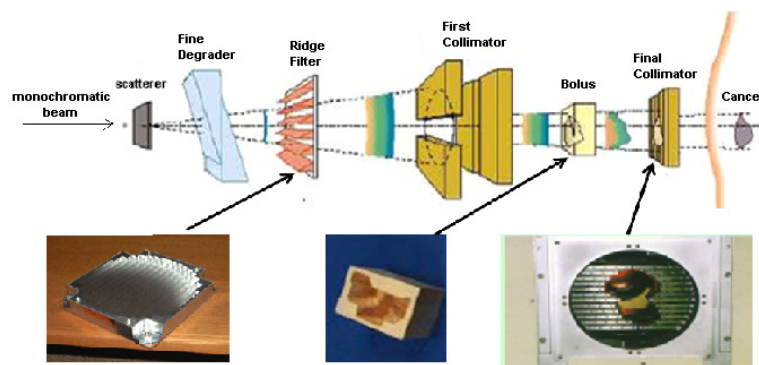 Fine
Degrader
Ridge
Filter
First
Collimator
Final
Collimator
Bolus
scatterer
monochromatic
beam
Cance